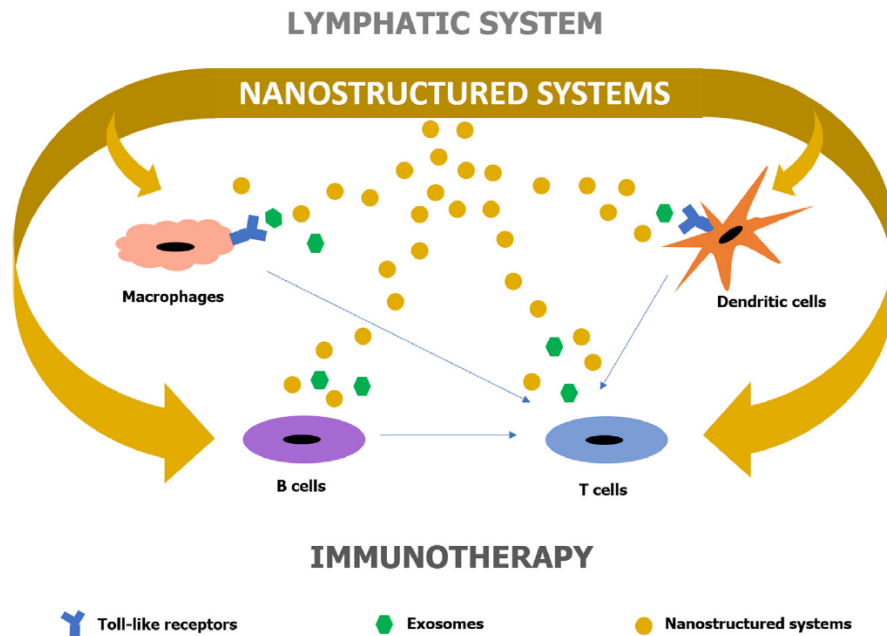 LYMPHATIC SYSTEM
NANOSTRUCTURED SYSTEMS
Macrophages
Dendritic cells
B cells
T cells
IMMUNOTHERAPY
Toll-like receptors
Exosomes
Nanostructured systems